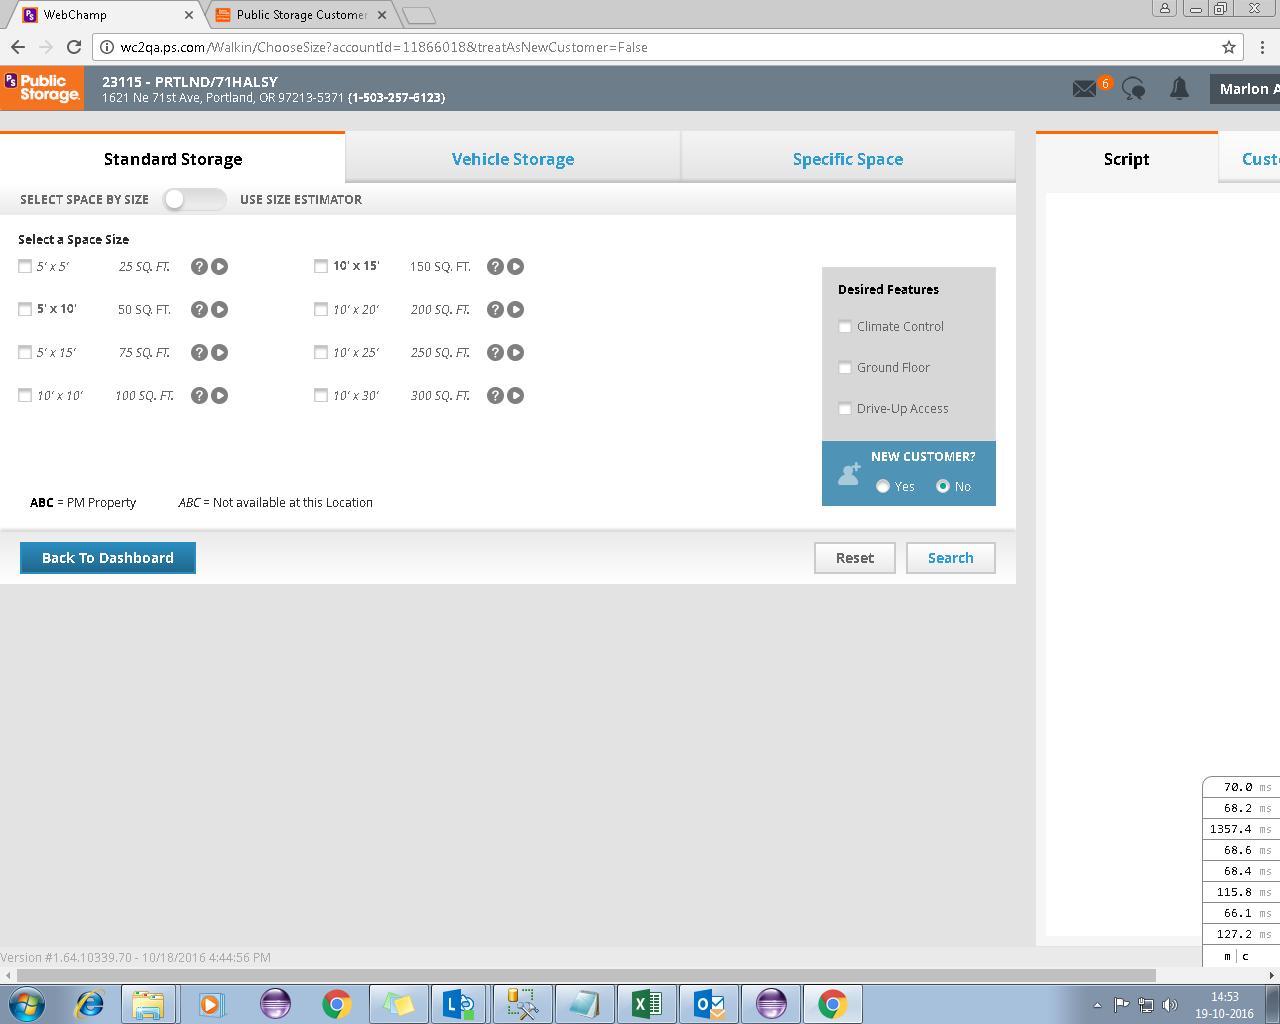 WebChamp
Public Storage Customer
wc2qa.ps.com/Walkin/ChooseSize?accountId=11866018&treatAsNewCustomer=False
PS Public Storage.
23115 - PRTLND/71HALSY
1621 Ne 71st Ave, Portland, OR 97213-5371 (1-503-257-6123)
6
Marlon A
Standard Storage
Vehicle Storage
Specific Space
Script
Custo
SELECT SPACE BY SIZE
USE SIZE ESTIMATOR
Select a Space Size
5' x 5' 25 SQ. FT. ?
10' x 15' 150 SQ. FT. ?
5' x 10' 50 SQ. FT. ?
10' x 20' 200 SQ. FT. ?
5' x 15' 75 SQ. FT. ?
10' x 25' 250 SQ. FT. ?
10' x 10' 100 SQ. FT. ?
10' x 30' 300 SQ. FT. ?
Desired Features
Climate Control
Ground Floor
Drive-Up Access
NEW CUSTOMER?
Yes No
ABC = PM Property
ABC = Not available at this Location
Back To Dashboard
Reset
Search
70.0 ms
68.2 ms
1357.4 ms
68.6 ms
68.4 ms
115.8 ms
66.1 ms
127.2 ms
m | c
Version #1.64.10339.70 - 10/18/2016 4:44:56 PM
14:53
19-10-2016